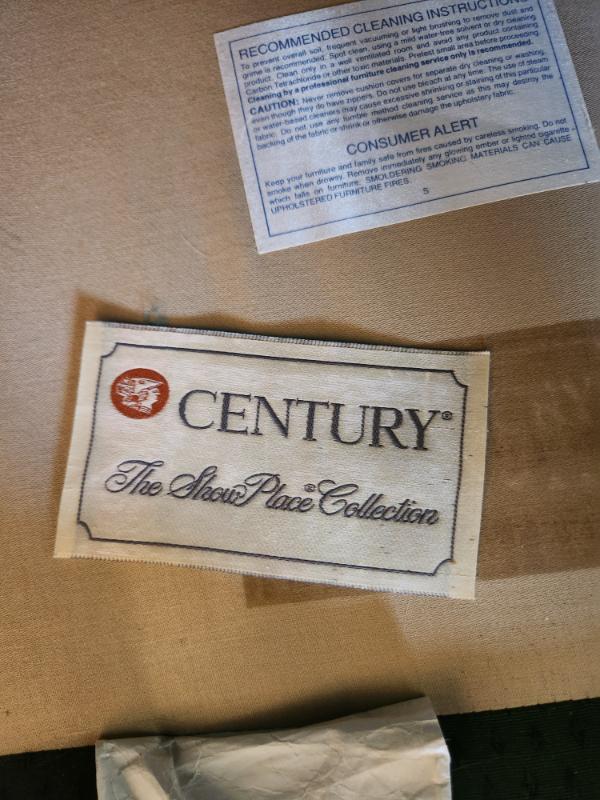 RECOMMENDED CLEANING INSTRUCTIONS
To prevent overall soil, frequent vacuuming or light brushing to remove dust and
grime is recommended. Spot clean, using a mild water-free solvent or dry cleaning
product. Clean only in a well ventilated room and avoid any product containing
Carbon Tetrachloride or other toxic materials. Pretest small area before processing.
Cleaning by a professional furniture cleaning service only is recommended.
CAUTION: Never remove cushion covers for separate dry cleaning or washing,
even though they do have zippers. Do not use bleach at any time. The use of steam
or water-based cleaners may cause excessive shrinking or staining of this particular
fabric. Do not use any tumble method cleaning service as this may destroy the
backing of the fabric or shrink or otherwise damage the upholstery fabric.
CONSUMER ALERT
Keep your furniture and family safe from fires caused by careless smoking. Do not
smoke when drowsy. Remove immediately any glowing ember or lighted cigarette
which falls on furniture. SMOLDERING SMOKING MATERIALS CAN CAUSE
UPHOLSTERED FURNITURE FIRES.
S
CENTURY®
The ShowPlace® Collection